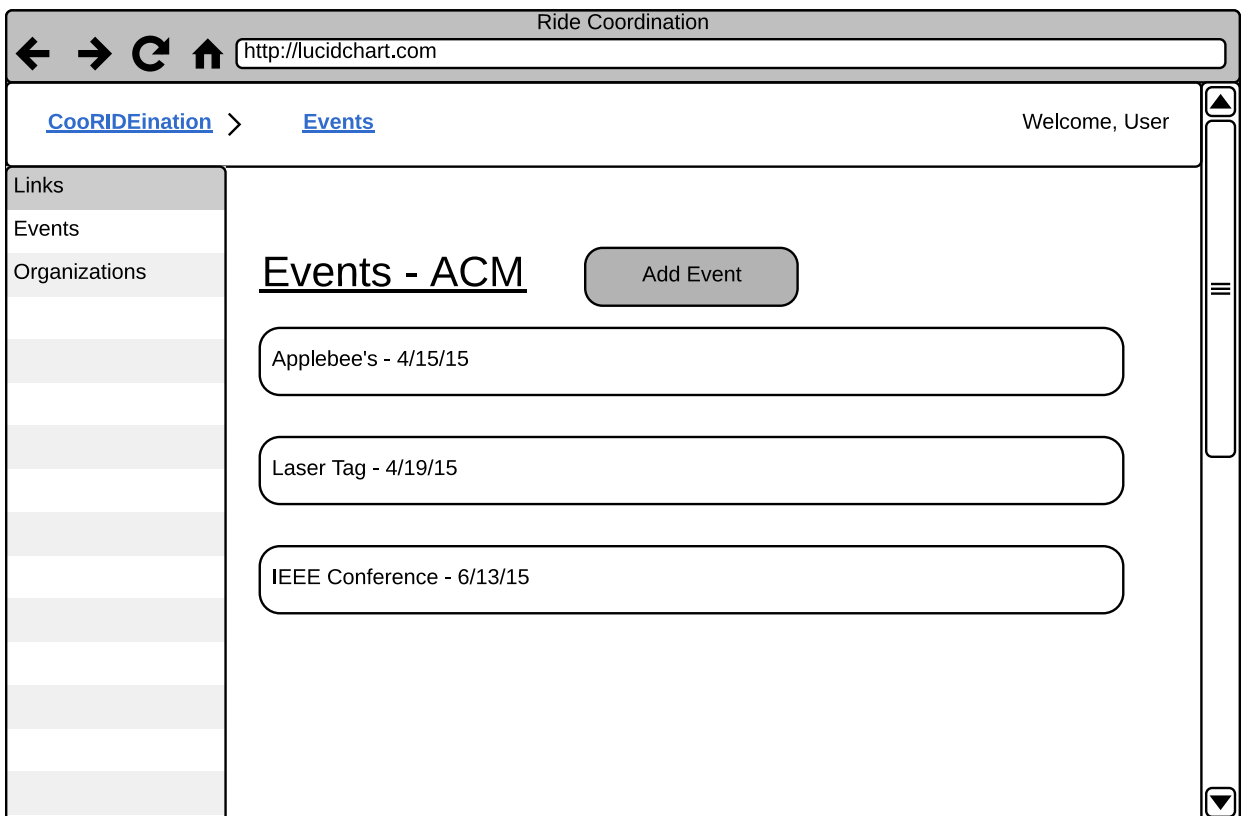 Ride Coordination
http://lucidchart.com
CooRIDEination > Events Welcome, User
Links
Events
Organizations
Events - ACM Add Event
Applebee's - 4/15/15
Laser Tag - 4/19/15
IEEE Conference - 6/13/15